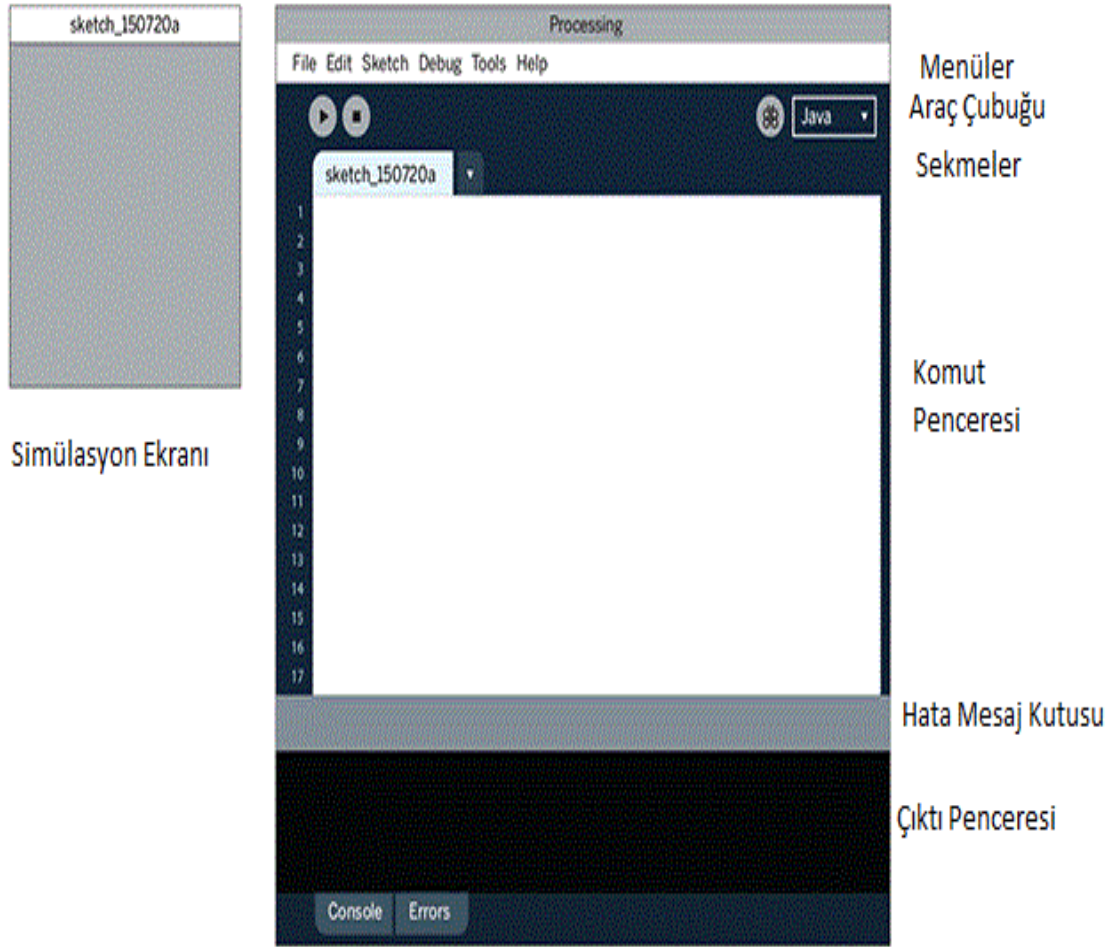 sketch_150720a
Simülasyon Ekranı
Processing
File Edit Sketch Debug Tools Help
Java
sketch_150720a
1
2
3
4
5
6
7
8
9
10
11
12
13
14
15
16
17
Console Errors
Menüler
Araç Çubuğu
Sekmeler
Komut
Penceresi
Hata Mesaj Kutusu
Çıktı Penceresi